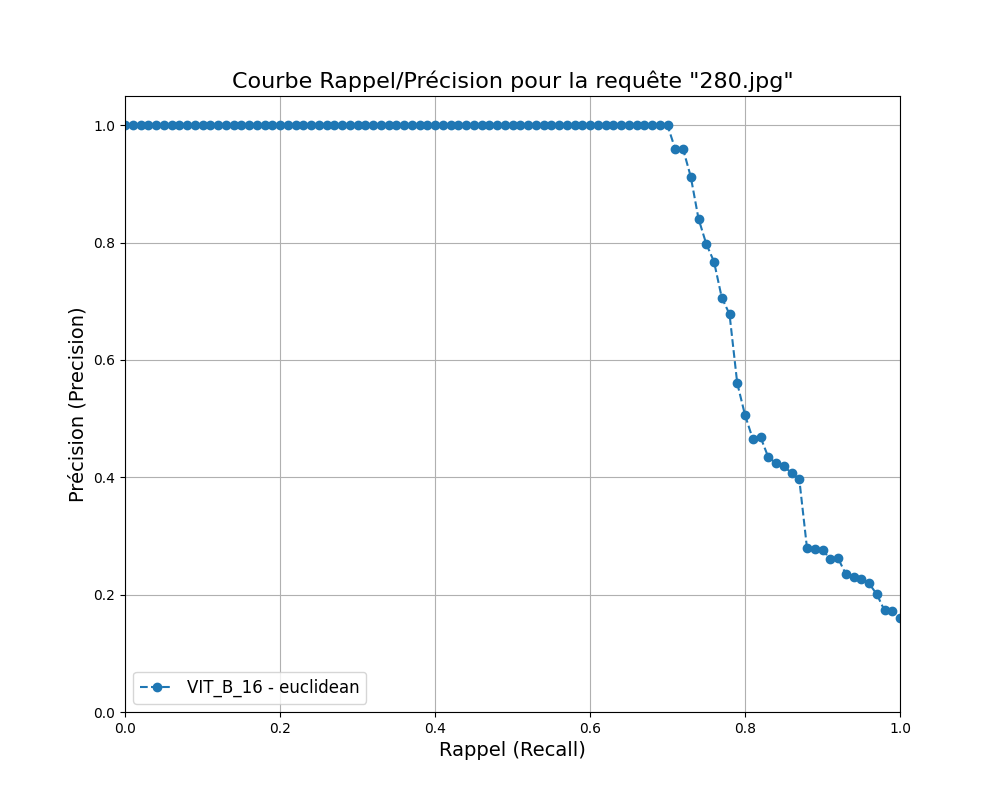 Courbe Rappel/Précision pour la requête "280.jpg"
1.0
0.8
0.6
0.4
0.2
0.0
Précision (Precision)
VIT_B_16 - euclidean
0.0 0.2 0.4 0.6 0.8 1.0
Rappel (Recall)